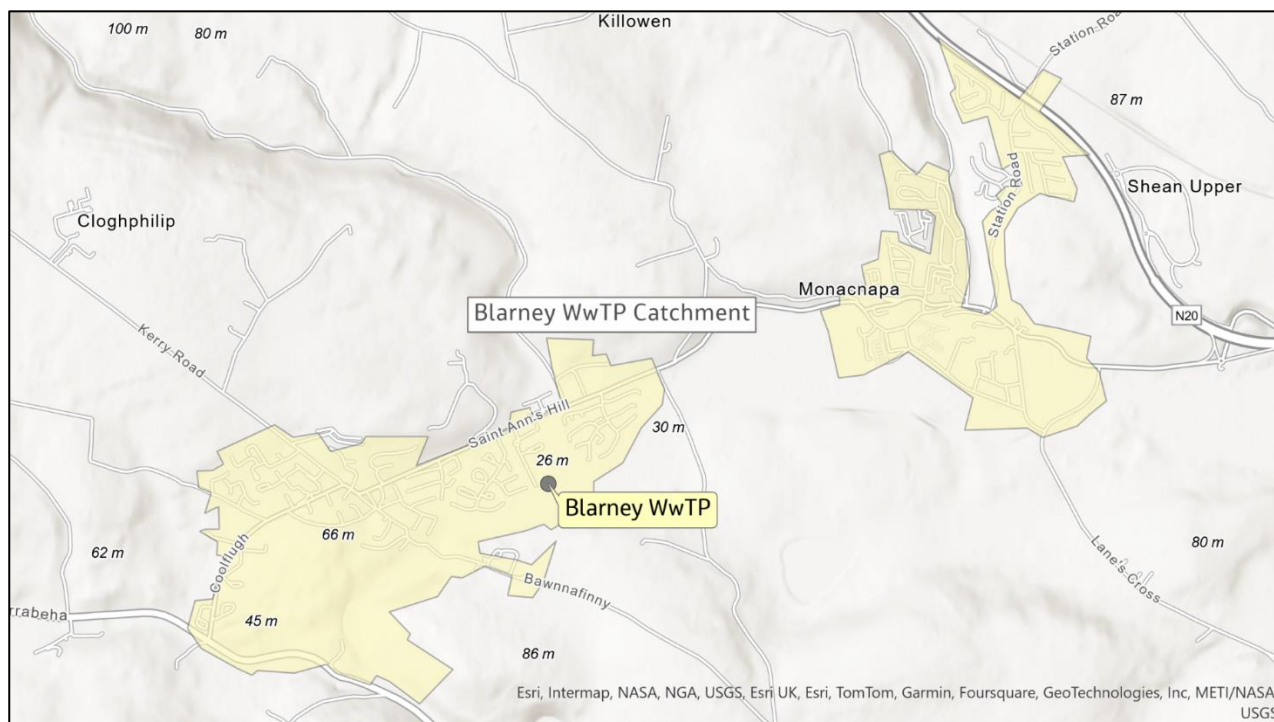 Killowen
100 m
80 m
Station Road
87 m
Shean Upper
Cloghphilip
Station Road
Monacnapa
Blarney WwTP Catchment
N20
Kerry Road
Saint Ann's Hill
30 m
26 m
Blarney WwTP
66 m
62 m
Coolflugh
80 m
Lane's Cross
Bawnnafinny
rrabeha
45 m
86 m
Esri, Intermap, NASA, NGA, USGS, Esri UK, Esri, TomTom, Garmin, Foursquare, GeoTechnologies, Inc, METI/NASA
USGS